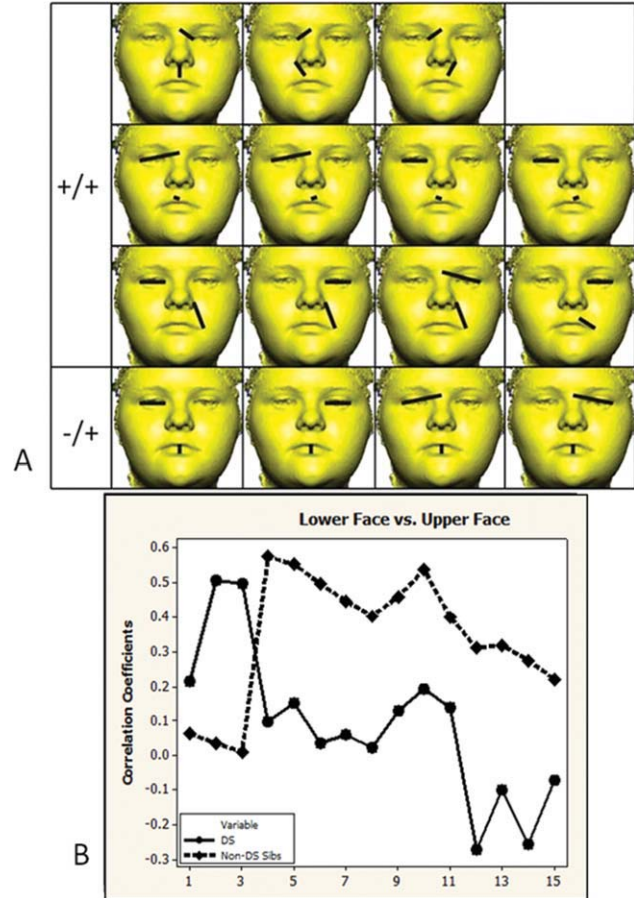 +/+
-/+
A
Lower Face vs. Upper Face
0.6
0.5
0.4
0.3
0.2
0.1
0.0
-0.1
-0.2
-0.3
Correlation Coefficients
Variable
DS
Non-DS Sibs
1 3 5 7 9 11 13 15
B